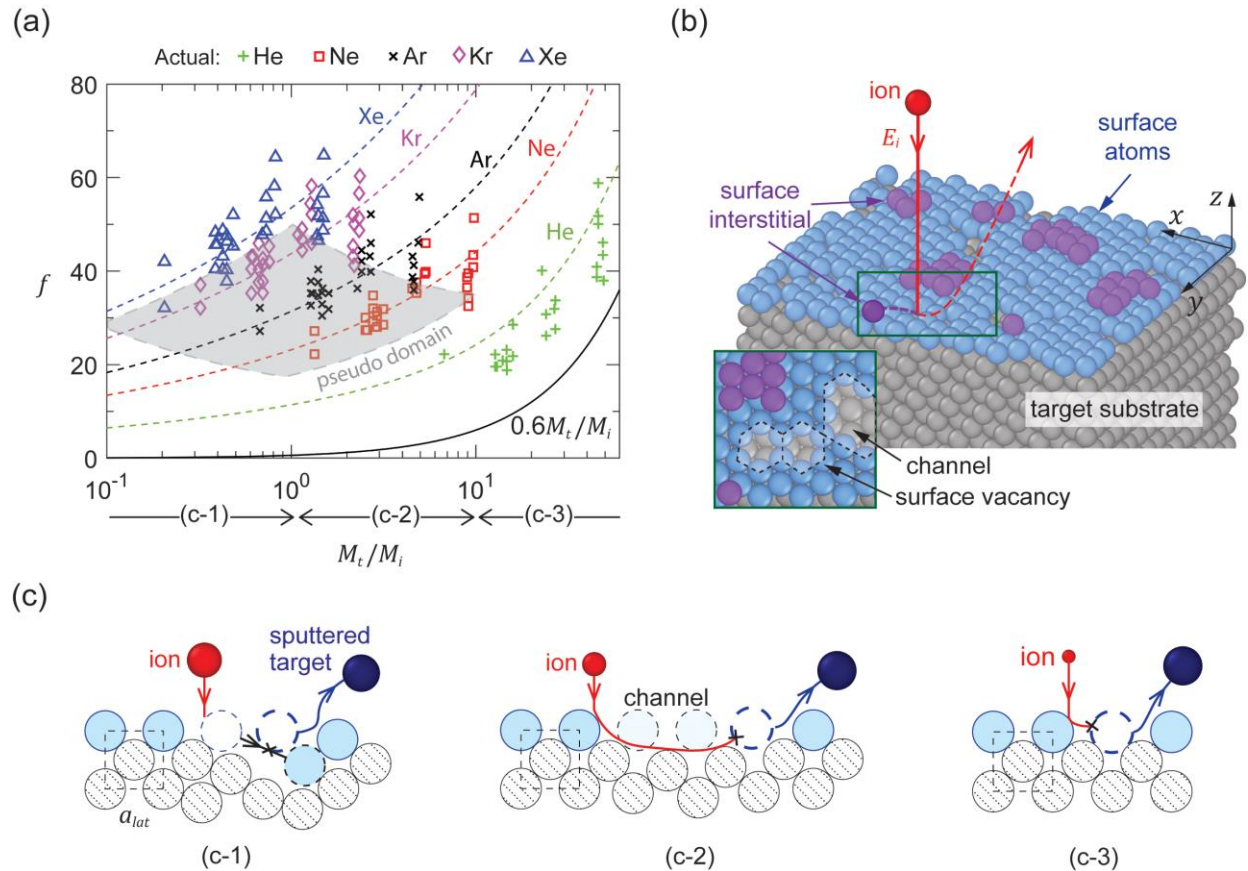 (a)
Actual: + He □ Ne × Ar ◇ Kr △ Xe
80
60
40
20
0
f
Xe
Kr
Ar
Ne
He
pseudo domain
0.6M_t/M_i
10^-1
10^0
10^1
(c-1)
(c-2)
(c-3)
M_t/M_i
(b)
ion
E_i
surface
atoms
surface
interstitial
z
x
y
target substrate
channel
surface vacancy
(c)
ion
sputtered
target
a_lat
(c-1)
ion
channel
(c-2)
ion
(c-3)